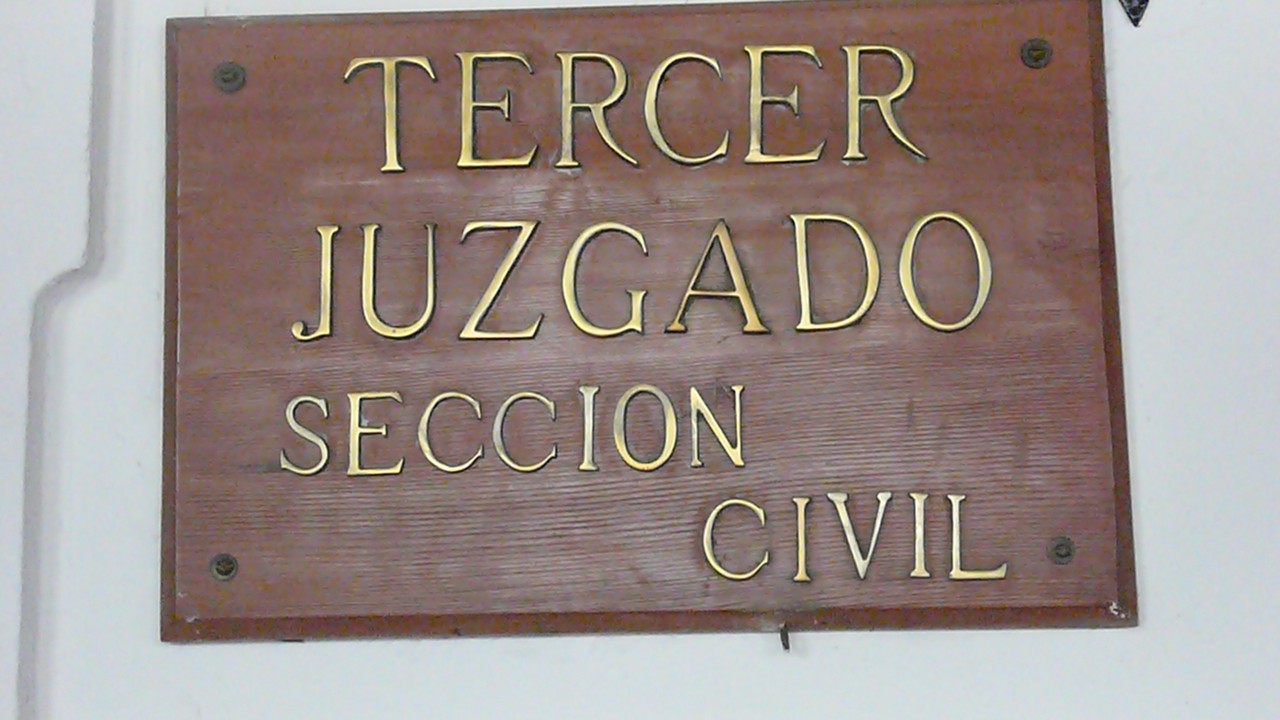 TERCER
JUZGADO
SECCION
CIVIL